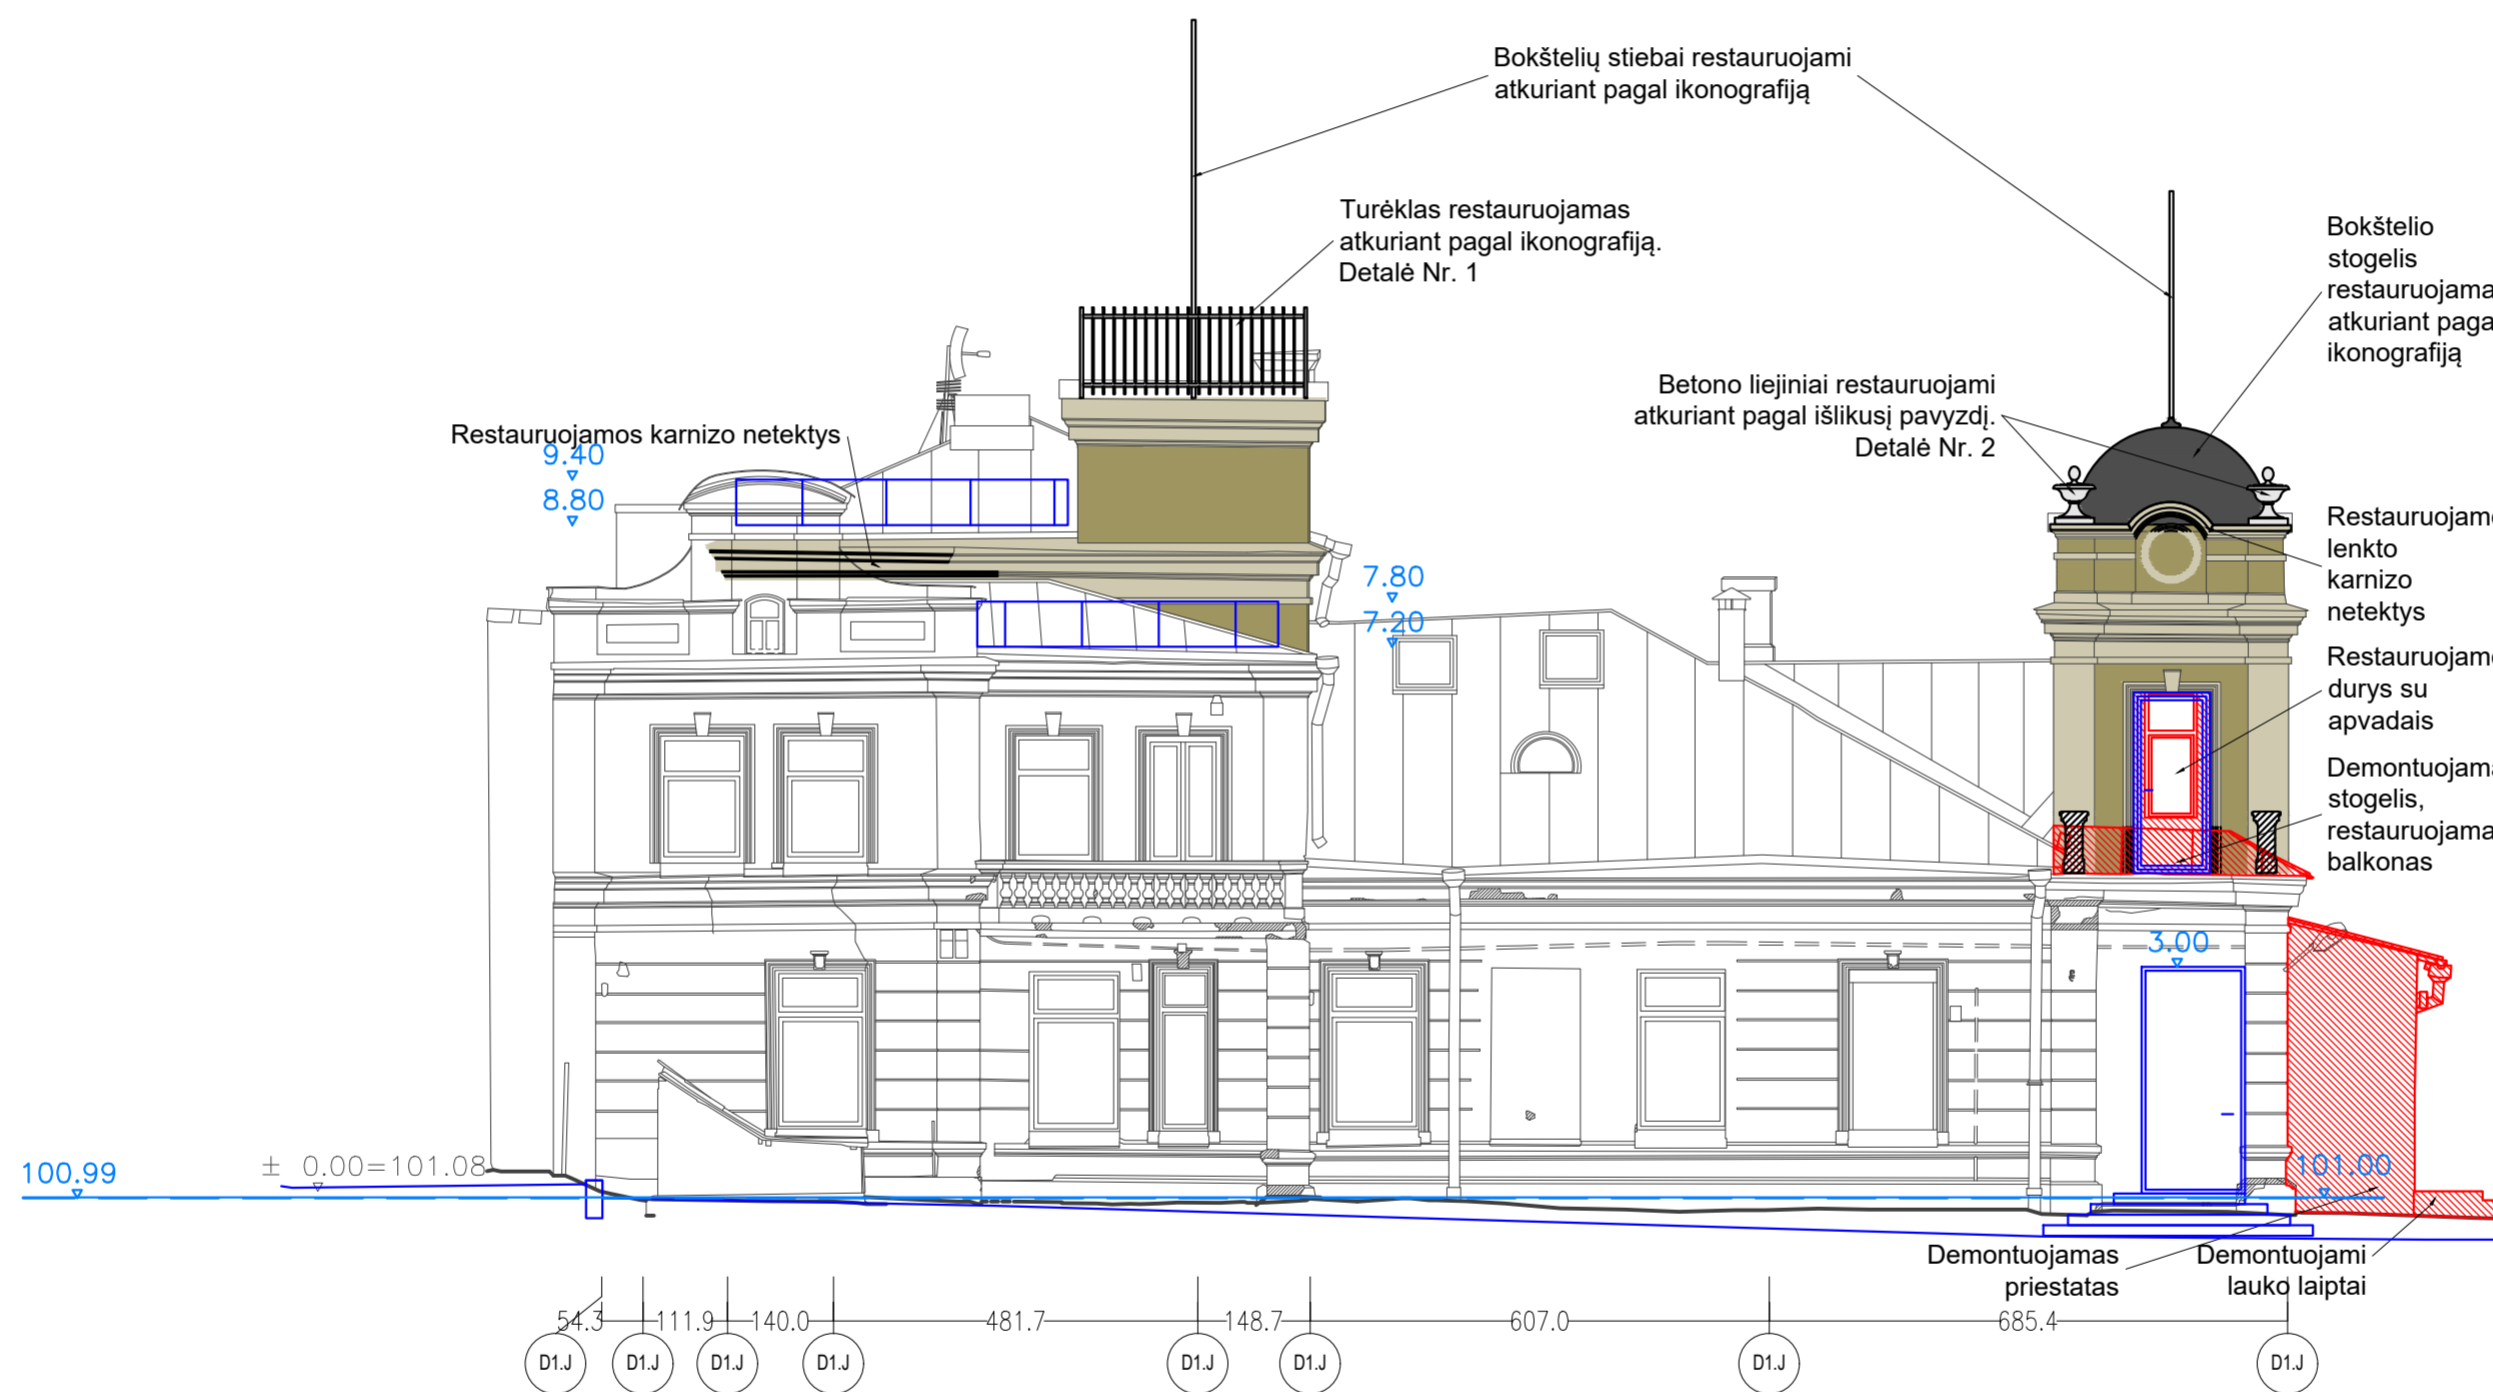 Bokštelių stiebai restauruojami
atkuriant pagal ikonografiją
Turėklas restauruojamas
atkuriant pagal ikonografiją.
Detalė Nr. 1
Bokštelio
stogelis
restauruojama
atkuriant paga
ikonografiją
Betono liejiniai restauruojami
atkuriant pagal išlikusį pavyzdį.
Detalė Nr. 2
Restauruojamos karnizo netektys
9.40
8.80
7.80
7.20
Restauruojam
lenkto
karnizo
netektys
Restauruojam
durys su
apvadais
Demontuojama
stogelis,
restauruojama
balkonas
3.00
100.99
± 0.00=101.08
101.00
Demontuojamas
priestatas
Demontuojami
lauko laiptai
54.3 111.9 140.0 481.7 148.7 607.0 685.4
D1.J D1.J D1.J D1.J D1.J D1.J D1.J D1.J